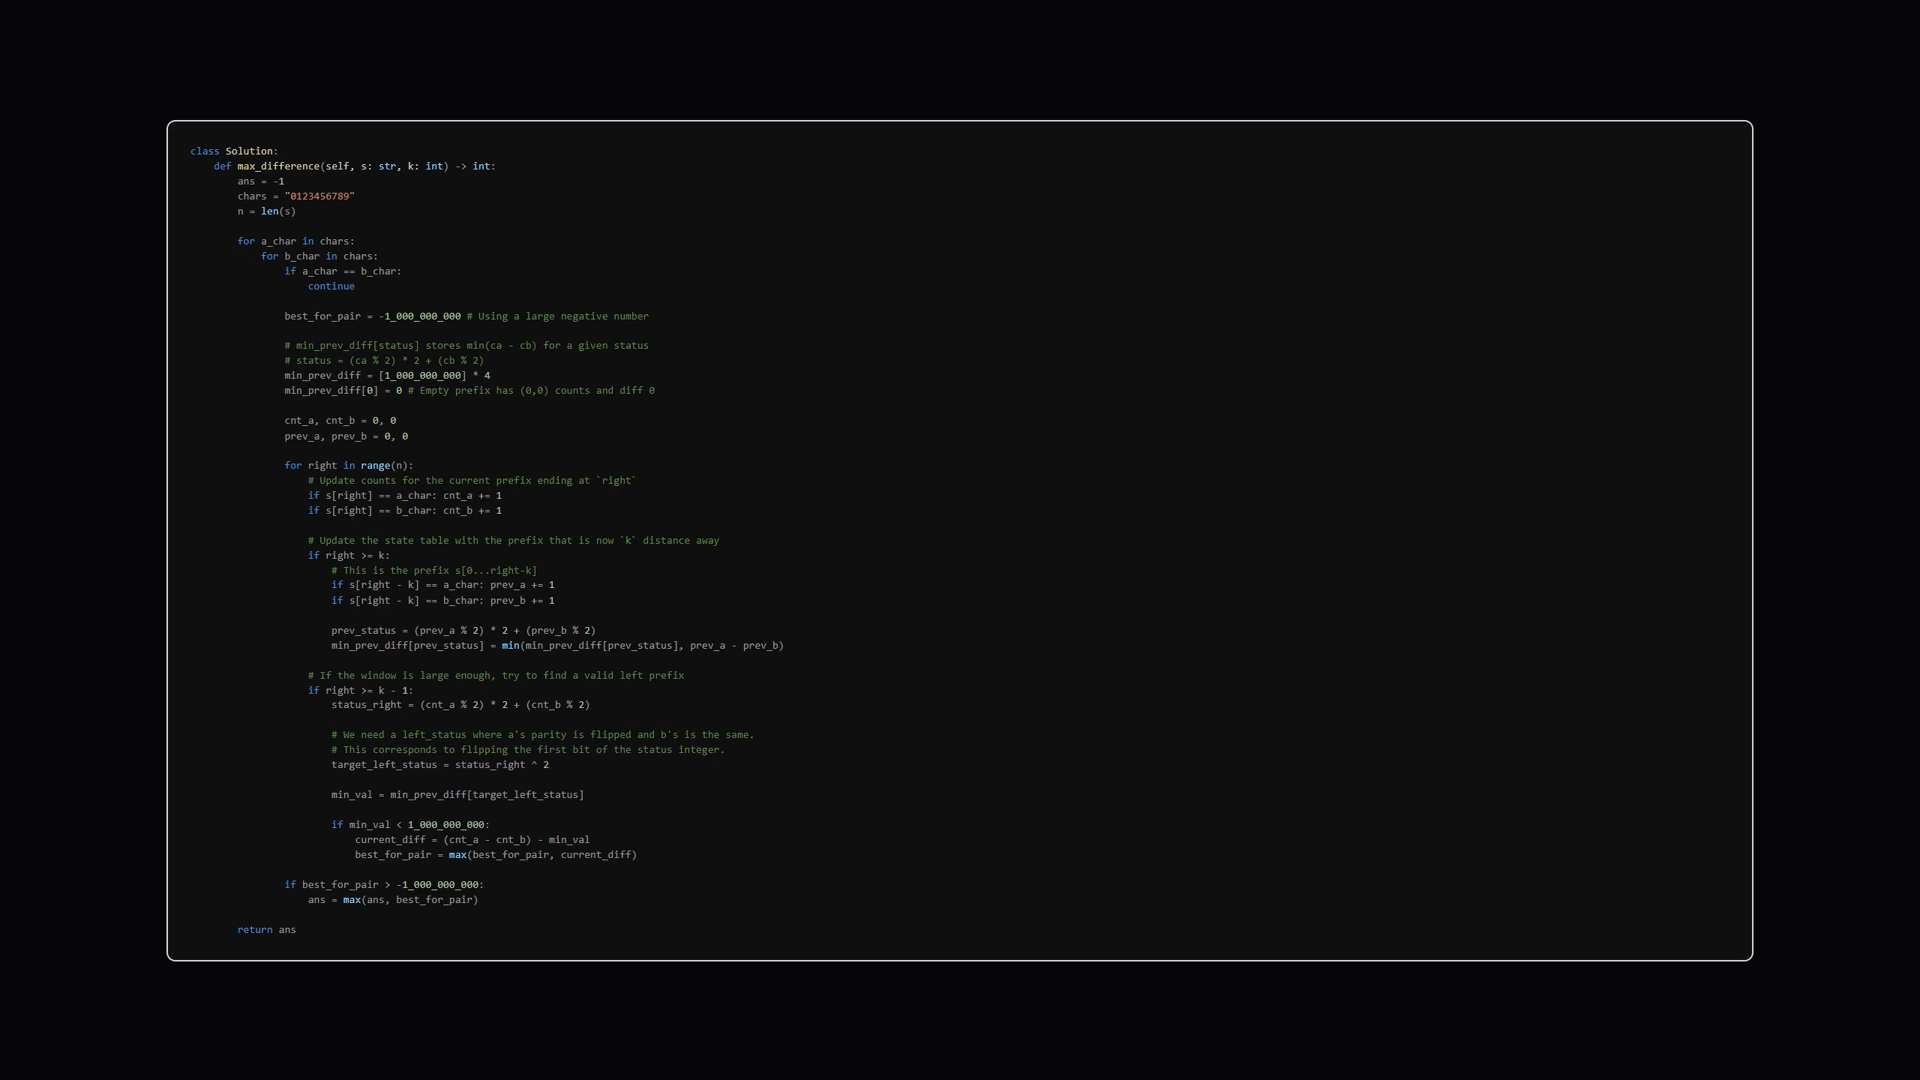 class Solution:
    def max_difference(self, s: str, k: int) -> int:
        ans = -1
        chars = "0123456789"
        n = len(s)

        for a_char in chars:
            for b_char in chars:
                if a_char == b_char:
                    continue

                best_for_pair = -1_000_000_000 # Using a large negative number

                # min_prev_diff[status] stores min(ca - cb) for a given status
                # status = (ca % 2) * 2 + (cb % 2)
                min_prev_diff = [1_000_000_000] * 4
                min_prev_diff[0] = 0 # Empty prefix has (0,0) counts and diff 0

                cnt_a, cnt_b = 0, 0
                prev_a, prev_b = 0, 0

                for right in range(n):
                    # Update counts for the current prefix ending at `right`
                    if s[right] == a_char: cnt_a += 1
                    if s[right] == b_char: cnt_b += 1

                    # Update the state table with the prefix that is now `k` distance away
                    if right >= k:
                        # This is the prefix s[0...right-k]
                        if s[right - k] == a_char: prev_a += 1
                        if s[right - k] == b_char: prev_b += 1

                        prev_status = (prev_a % 2) * 2 + (prev_b % 2)
                        min_prev_diff[prev_status] = min(min_prev_diff[prev_status], prev_a - prev_b)

                    # If the window is large enough, try to find a valid left prefix
                    if right >= k - 1:
                        status_right = (cnt_a % 2) * 2 + (cnt_b % 2)

                        # We need a left_status where a's parity is flipped and b's is the same.
                        # This corresponds to flipping the first bit of the status integer.
                        target_left_status = status_right ^ 2

                        min_val = min_prev_diff[target_left_status]

                        if min_val < 1_000_000_000:
                            current_diff = (cnt_a - cnt_b) - min_val
                            best_for_pair = max(best_for_pair, current_diff)

                if best_for_pair > -1_000_000_000:
                    ans = max(ans, best_for_pair)

        return ans